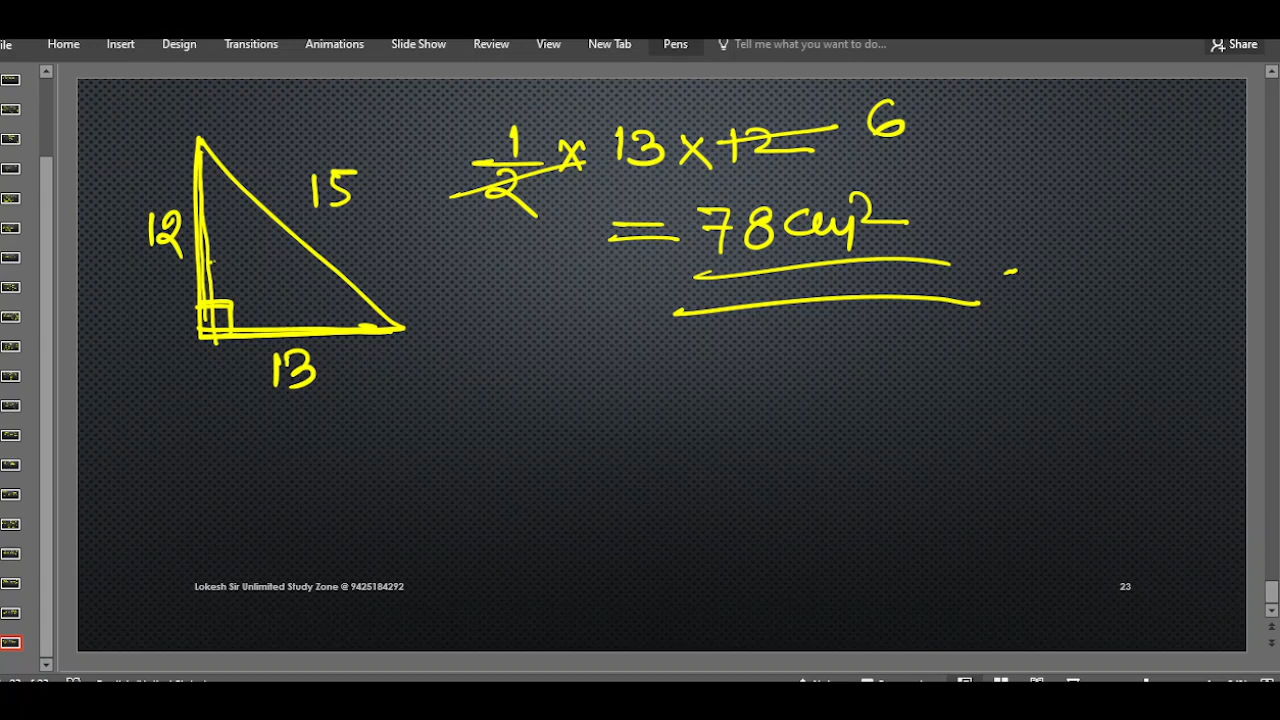 ile Home Insert Design Transitions Animations Slide Show Review View New Tab Pens Tell me what you want to do... Share
12
15
13
1/2 x 13 x 12 6
= 78 cm²
Lokesh Sir Unlimited Study Zone @ 9425184292 23